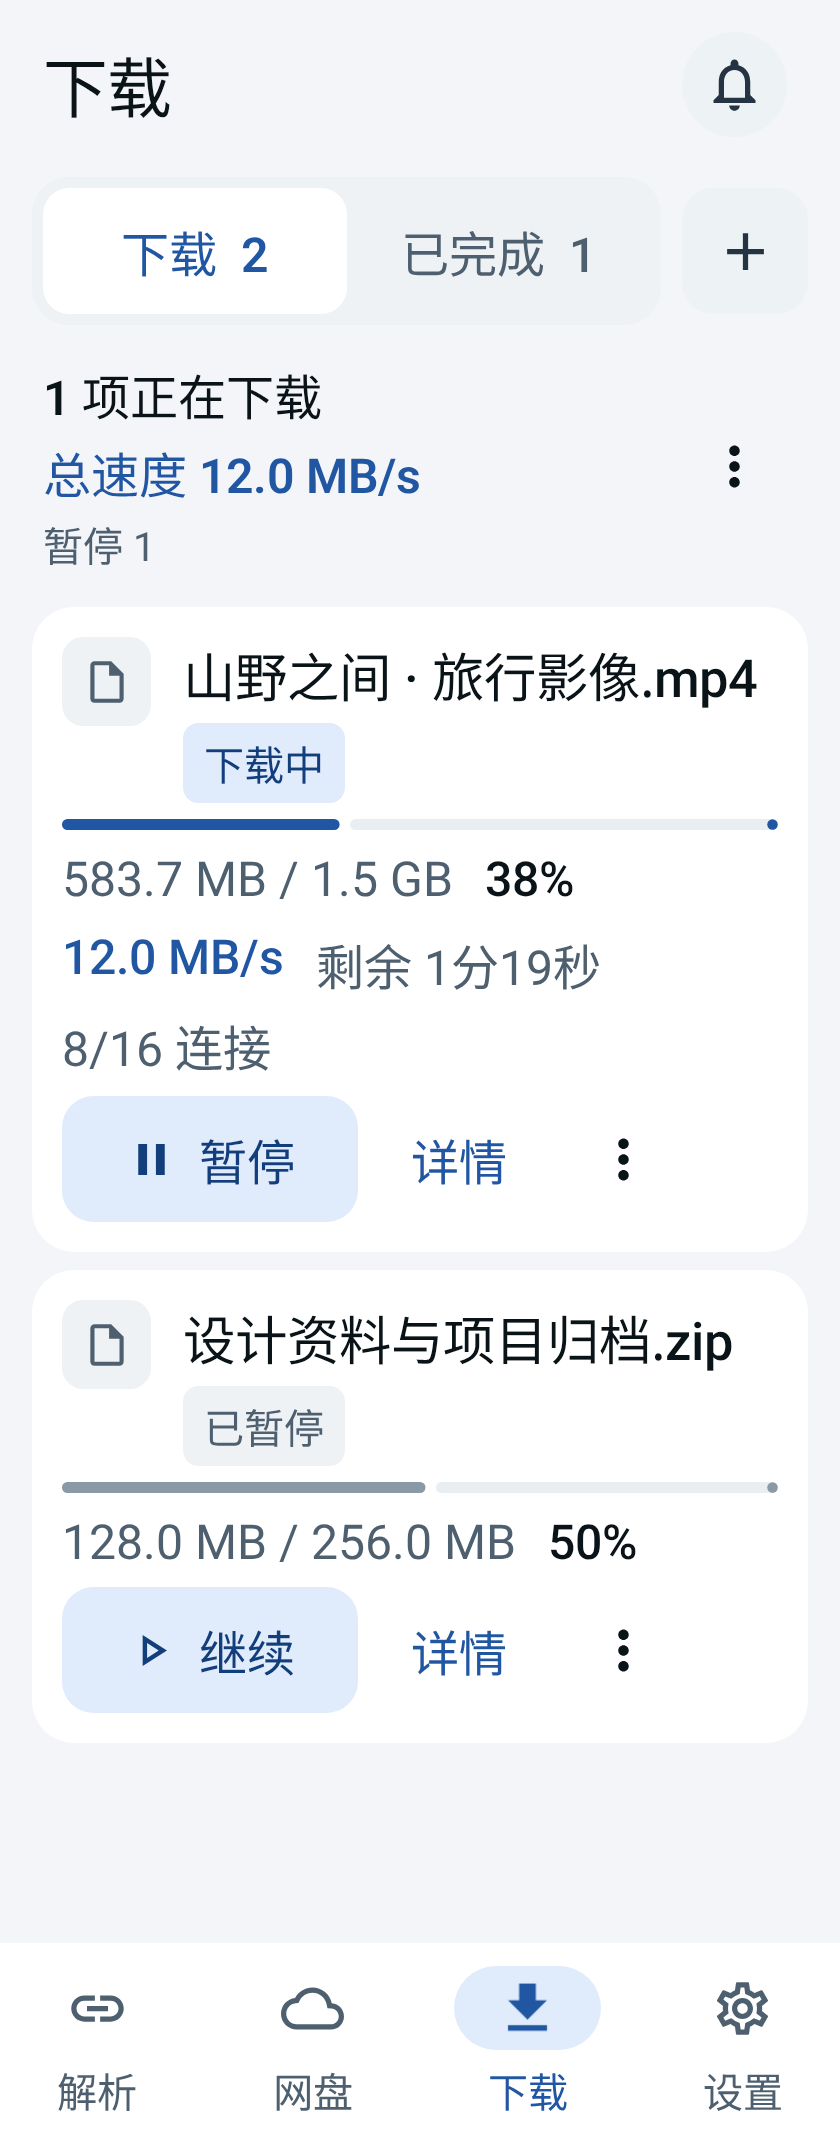 下载
下载 2
已完成 1
1 项正在下载
总速度 12.0 MB/s
暂停 1
山野之间 · 旅行影像.mp4
下载中
583.7 MB / 1.5 GB 38%
12.0 MB/s 剩余 1分19秒
8/16 连接
暂停 详情
设计资料与项目归档.zip
已暂停
128.0 MB / 256.0 MB 50%
继续 详情
解析 网盘 下载 设置